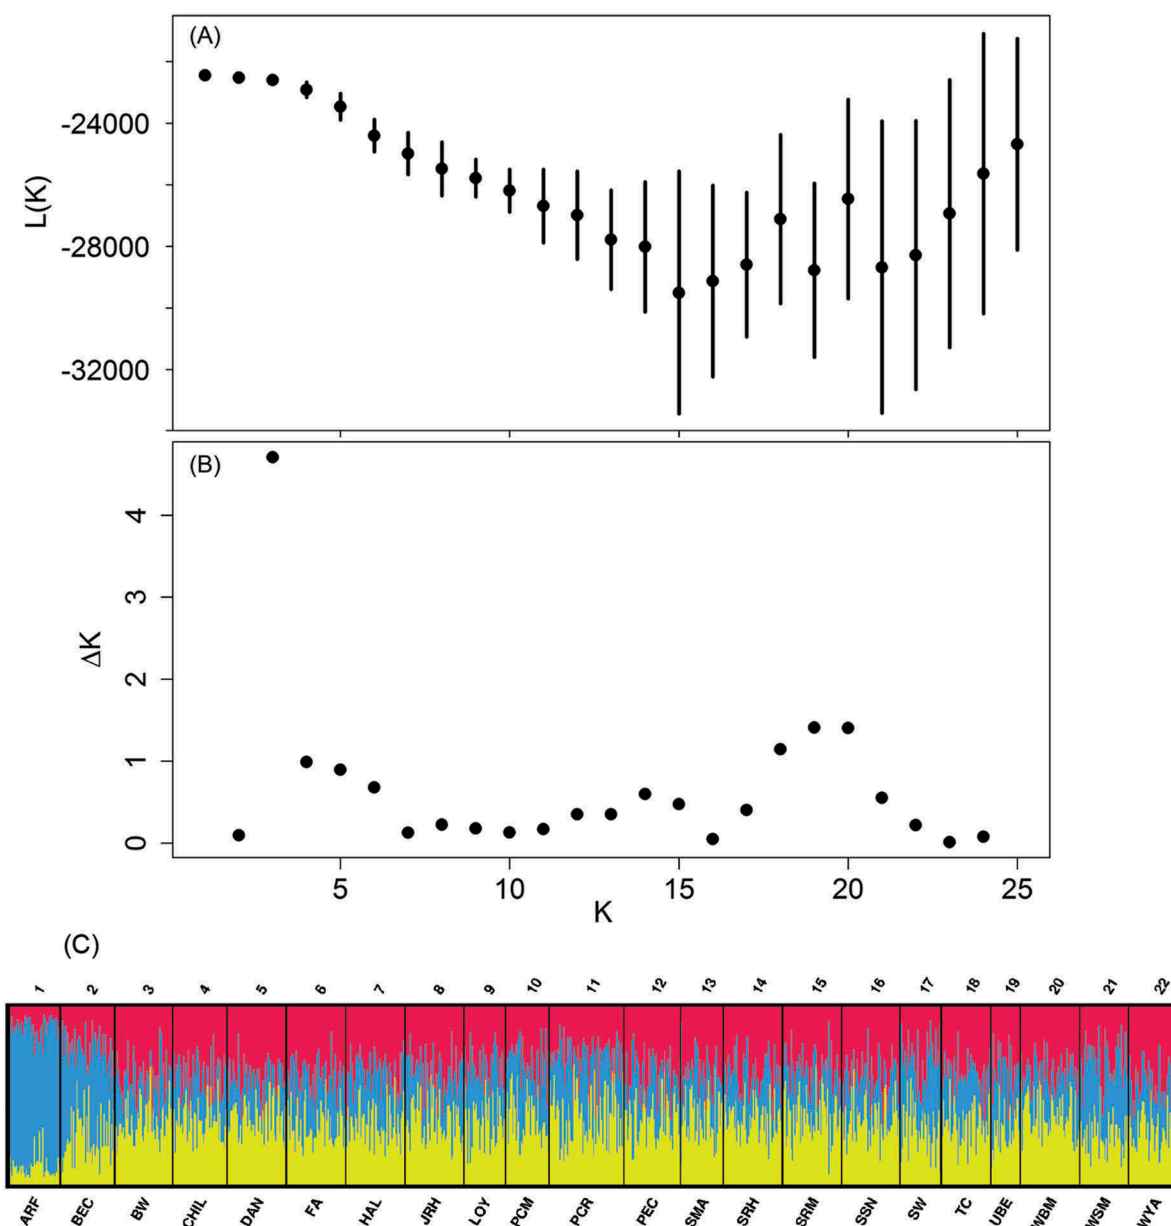 (A)
L(K)
-24000
-28000
-32000
(B)
ΔK
4
3
2
1
0
5 10 15 20 25
K
(C)
1 2 3 4 5 6 7 8 9 10 11 12 13 14 15 16 17 18 19 20 21 22
ARF BEC BW CHIL DAN FA HAL JRH LOY PCM PCR PEC SMA SRH SRM SSN SW TC UBE WBM WSM WYA